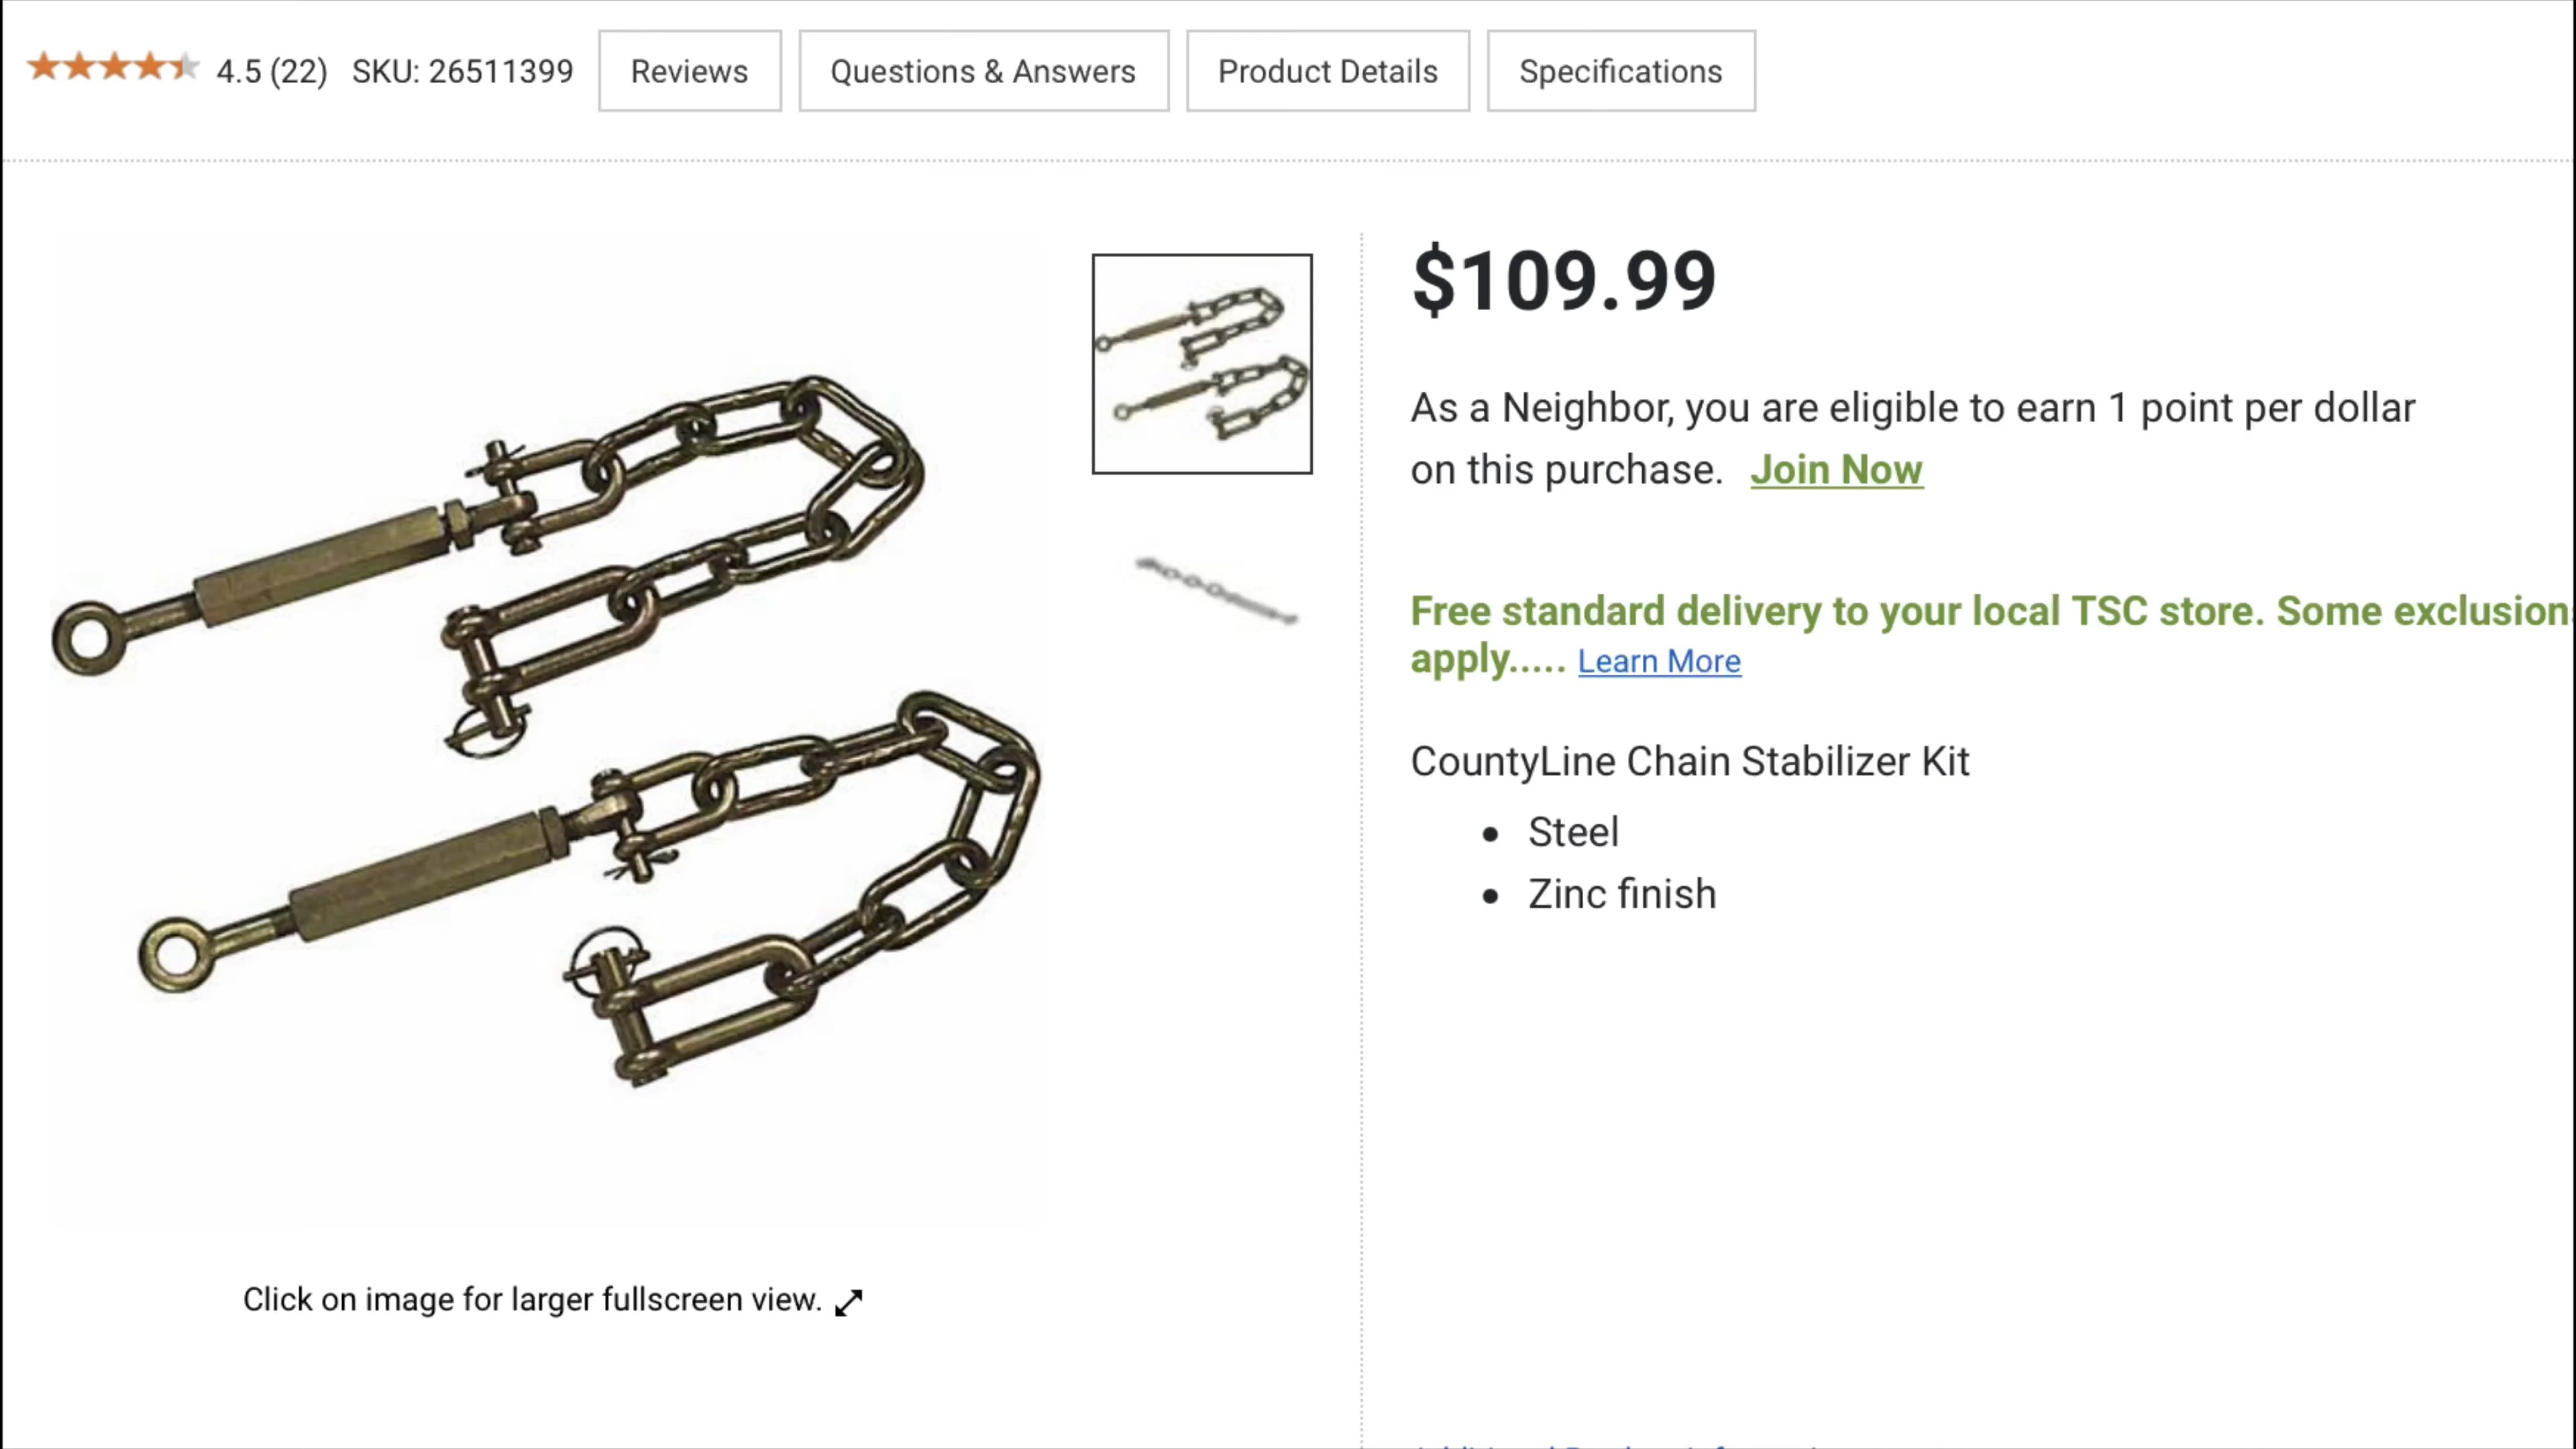 4.5 (22) SKU: 26511399 Reviews Questions & Answers Product Details Specifications
$109.99
As a Neighbor, you are eligible to earn 1 point per dollar
on this purchase. Join Now
Free standard delivery to your local TSC store. Some exclusion
apply..... Learn More
CountyLine Chain Stabilizer Kit
• Steel
• Zinc finish
Click on image for larger fullscreen view.